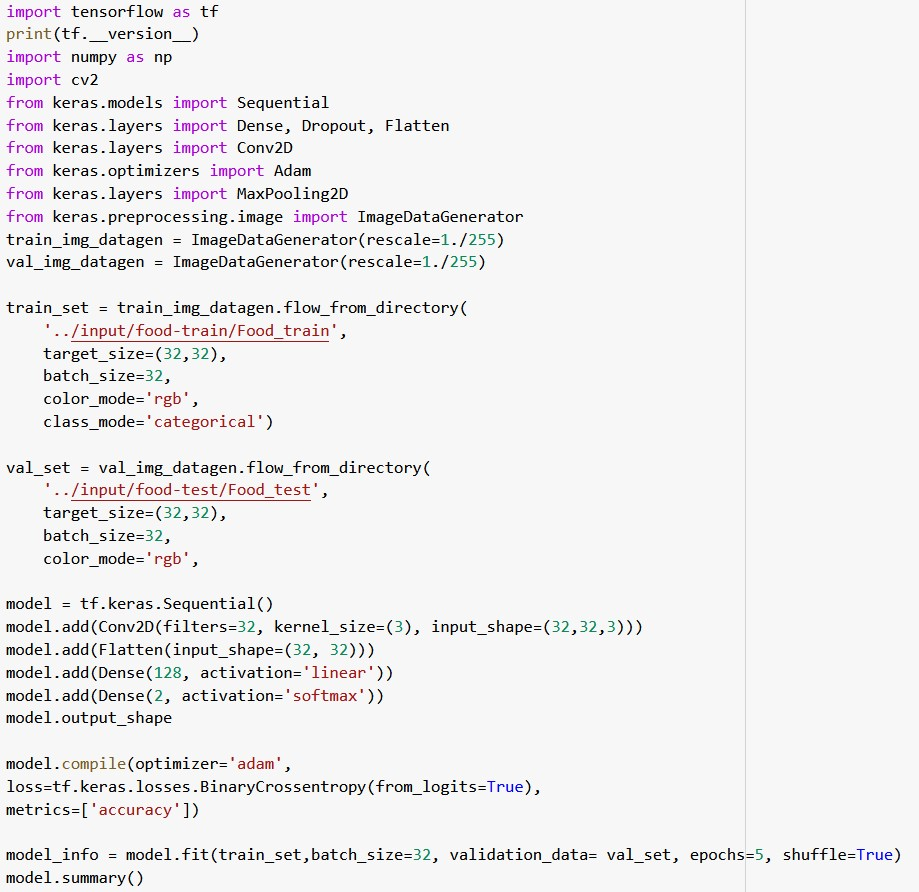 import tensorflow as tf
print(tf.__version__)
import numpy as np
import cv2
from keras.models import Sequential
from keras.layers import Dense, Dropout, Flatten
from keras.layers import Conv2D
from keras.optimizers import Adam
from keras.layers import MaxPooling2D
from keras.preprocessing.image import ImageDataGenerator
train_img_datagen = ImageDataGenerator(rescale=1./255)
val_img_datagen = ImageDataGenerator(rescale=1./255)

train_set = train_img_datagen.flow_from_directory(
    '../input/food-train/Food_train',
    target_size=(32,32),
    batch_size=32,
    color_mode='rgb',
    class_mode='categorical')

val_set = val_img_datagen.flow_from_directory(
    '../input/food-test/Food_test',
    target_size=(32,32),
    batch_size=32,
    color_mode='rgb',

model = tf.keras.Sequential()
model.add(Conv2D(filters=32, kernel_size=(3), input_shape=(32,32,3)))
model.add(Flatten(input_shape=(32, 32)))
model.add(Dense(128, activation='linear'))
model.add(Dense(2, activation='softmax'))
model.output_shape

model.compile(optimizer='adam',
loss=tf.keras.losses.BinaryCrossentropy(from_logits=True),
metrics=['accuracy'])

model_info = model.fit(train_set,batch_size=32, validation_data= val_set, epochs=5, shuffle=True)
model.summary()